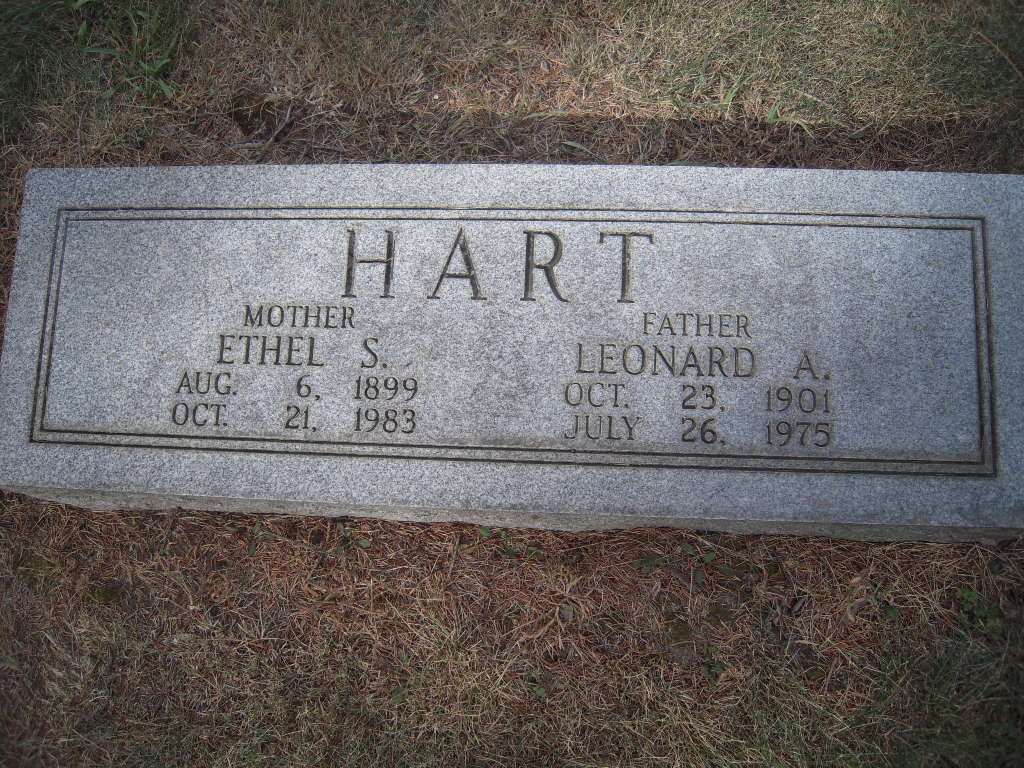 HART
MOTHER
ETHEL S.
AUG. 6, 1899
OCT. 21, 1983
FATHER
LEONARD A.
OCT. 23, 1901
JULY 26, 1975